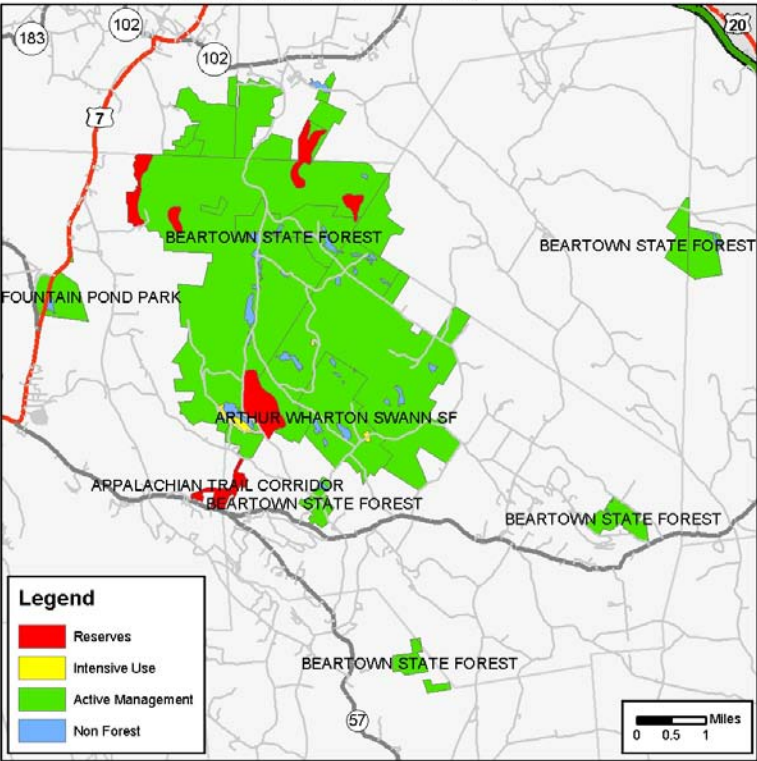 183
102
102
20
7
BEARTOWN STATE FOREST
BEARTOWN STATE FOREST
FOUNTAIN POND PARK
ARTHUR WHARTON SWANN SF
APPALACHIAN TRAIL CORRIDOR
BEARTOWN STATE FOREST
BEARTOWN STATE FOREST
BEARTOWN STATE FOREST
57
Legend
Reserves
Intensive Use
Active Management
Non Forest
Miles
0 0.5 1